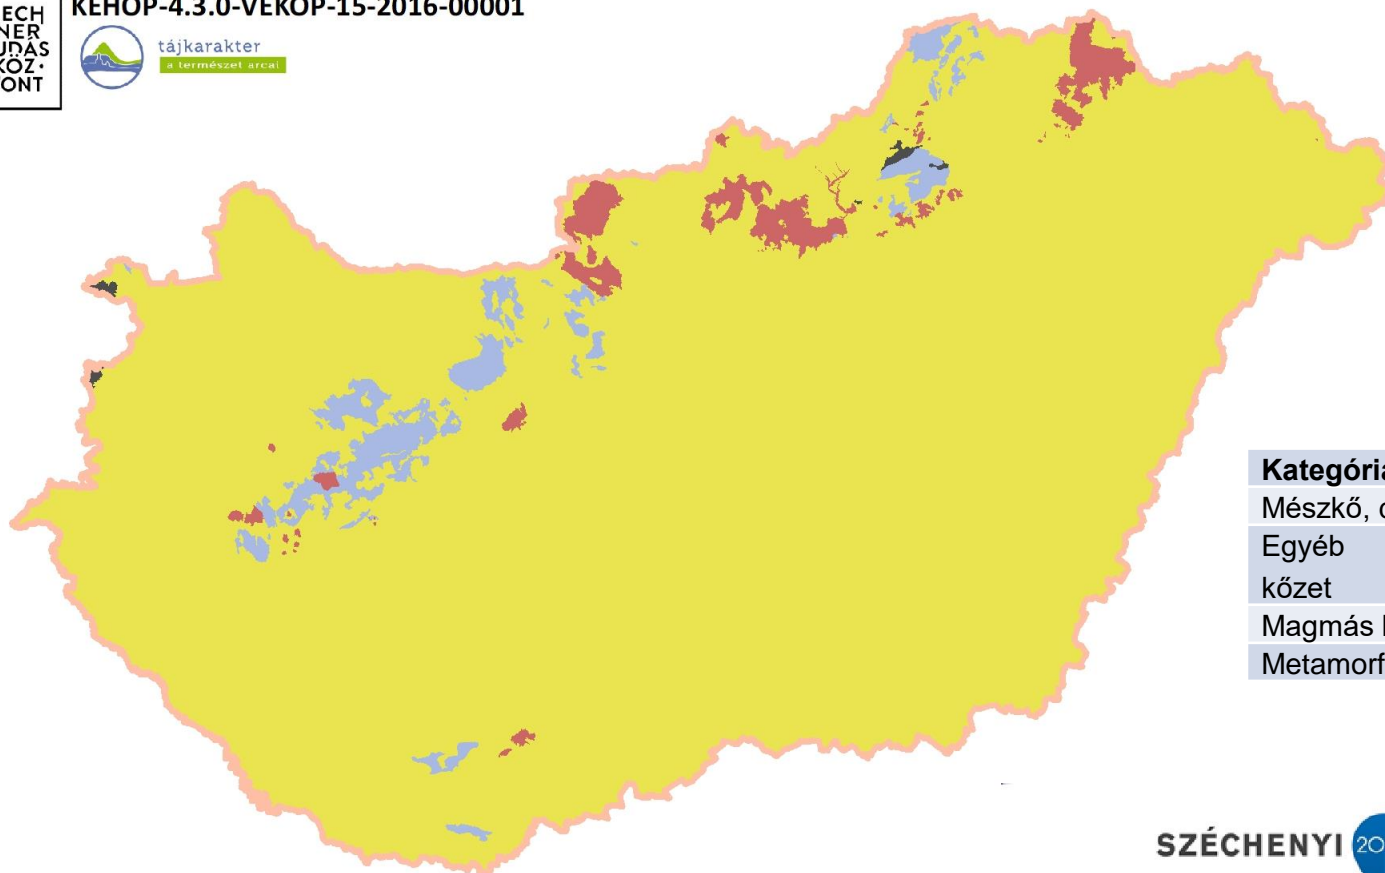 KEHOP-4.3.0-VEKOP-15-2016-00001
tájkarakter
a természet arcai
ECH
NER
UDÁS
KÖZ·
ONT
Kategória
Mészkő, d
Egyéb
kőzet
Magmás k
Metamorf
SZÉCHENYI 20